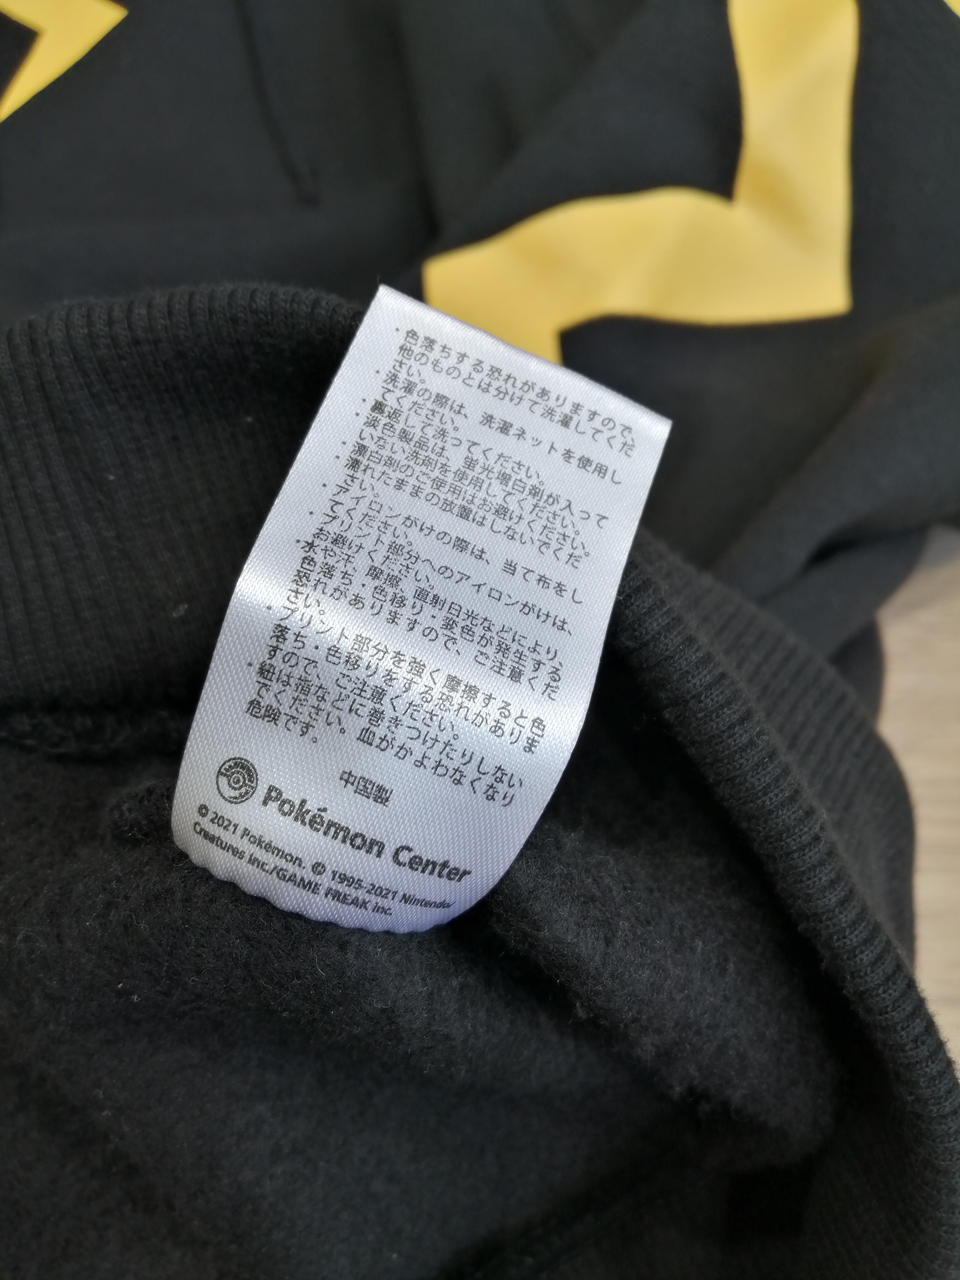 ・色落ちする恐れがありますので、
他のものとは分けて洗濯してくだ
さい。
・洗濯の際は、洗濯ネットを使用し
てください。
・裏返して洗ってください。
・淡色製品は、蛍光増白剤が入って
いない洗剤を使用してください。
・漂白剤のご使用はお避けください。
・濡れたままの放置はしないでくだ
さい。
・アイロンがけの際は、当て布をし
てください。
・プリント部分へのアイロンがけは、
お避けください。
・水や汗・摩擦、直射日光などにより、
色落ち・色移り・変色が発生する
恐れがありますので、ご注意くだ
さい。
・プリント部分を強く摩擦すると色
落ち・色移りをする恐れがありま
すので、ご注意ください。
・紐は指などに巻きつけたりしない
でください。血がかよわなくなり
危険です。
中国製
Pokémon Center
©2021 Pokémon. ©1995-2021 Nintendo/
Creatures Inc./GAME FREAK inc.